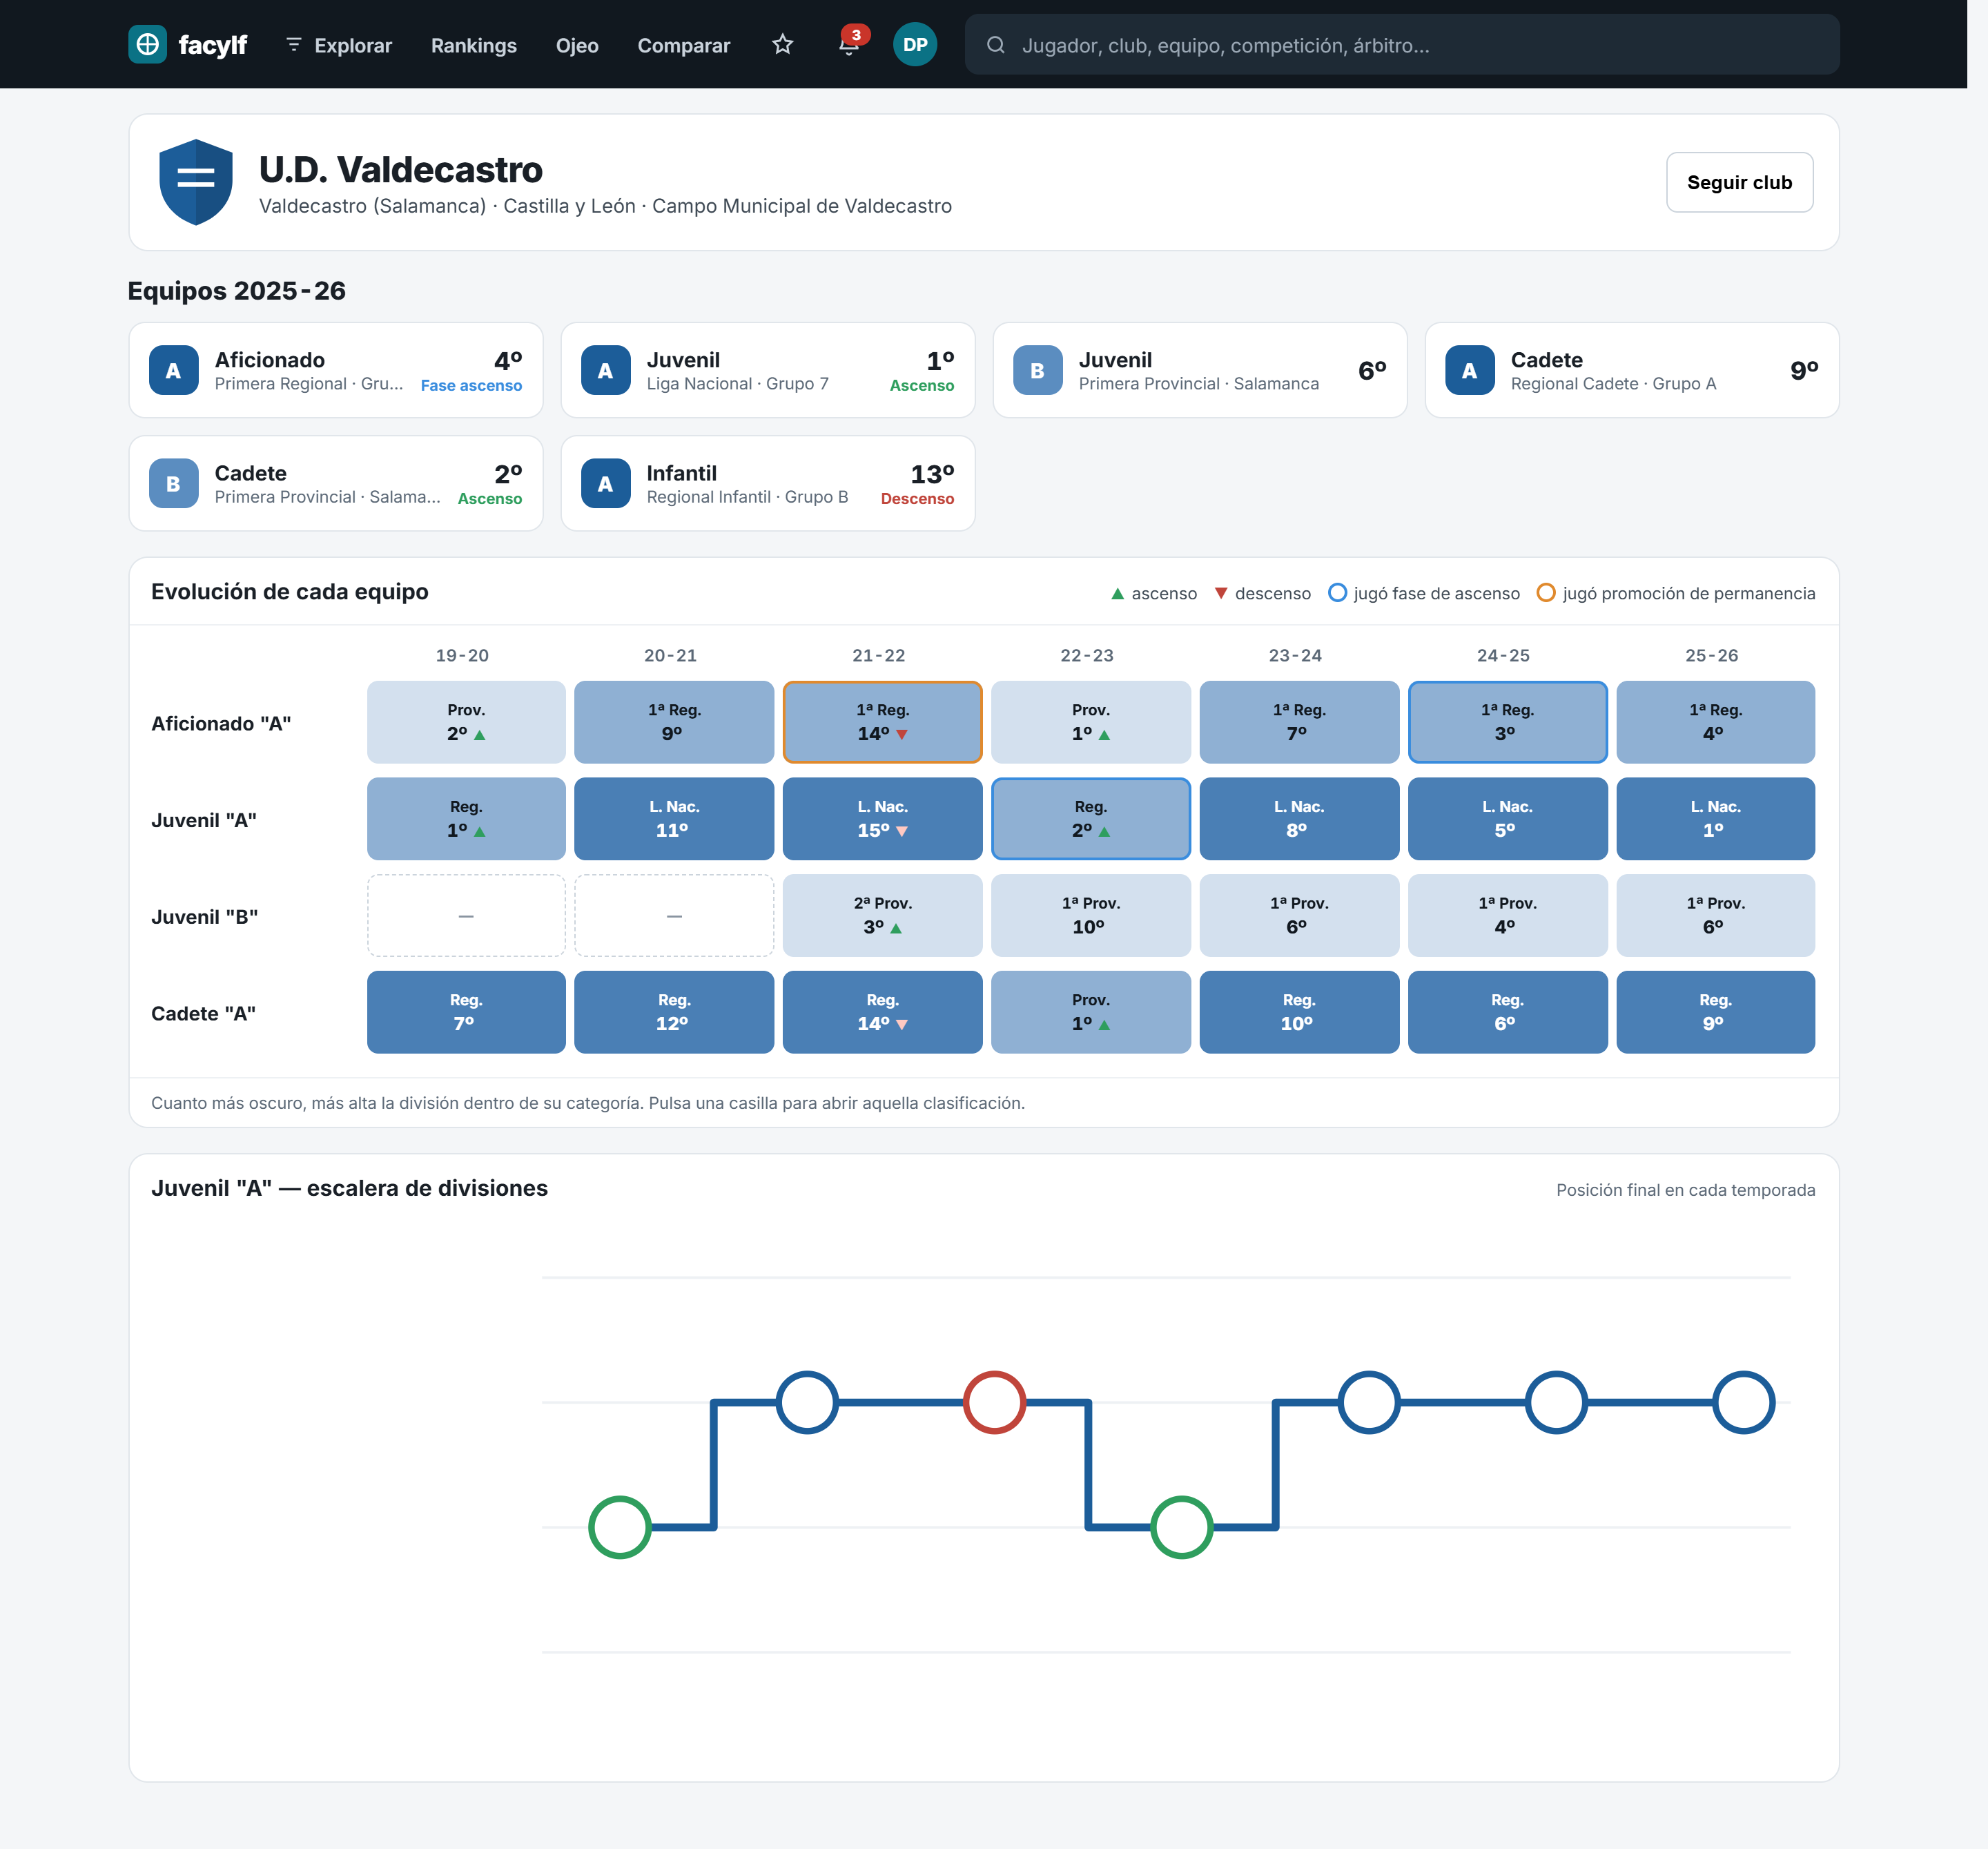 facylf Explorar Rankings Ojeo Comparar 3 DP Jugador, club, equipo, competición, árbitro...
U.D. Valdecastro
Valdecastro (Salamanca) · Castilla y León · Campo Municipal de Valdecastro
Seguir club
Equipos 2025-26
A Aficionado 4º
Primera Regional · Gru... Fase ascenso
A Juvenil 1º
Liga Nacional · Grupo 7 Ascenso
B Juvenil 6º
Primera Provincial · Salamanca
A Cadete 9º
Regional Cadete · Grupo A
B Cadete 2º
Primera Provincial · Salama... Ascenso
A Infantil 13º
Regional Infantil · Grupo B Descenso
Evolución de cada equipo
▲ ascenso ▼ descenso jugó fase de ascenso jugó promoción de permanencia
19-20 20-21 21-22 22-23 23-24 24-25 25-26
Aficionado "A"
Prov. 1ª Reg. 1ª Reg. Prov. 1ª Reg. 1ª Reg. 1ª Reg.
2º ▲ 9º 14º ▼ 1º ▲ 7º 3º 4º
Juvenil "A"
Reg. L. Nac. L. Nac. Reg. L. Nac. L. Nac. L. Nac.
1º ▲ 11º 15º ▼ 2º ▲ 8º 5º 1º
Juvenil "B"
— — 2ª Prov. 1ª Prov. 1ª Prov. 1ª Prov. 1ª Prov.
3º ▲ 10º 6º 4º 6º
Cadete "A"
Reg. Reg. Reg. Prov. Reg. Reg. Reg.
7º 12º 14º ▼ 1º ▲ 10º 6º 9º
Cuanto más oscuro, más alta la división dentro de su categoría. Pulsa una casilla para abrir aquella clasificación.
Juvenil "A" — escalera de divisiones
Posición final en cada temporada